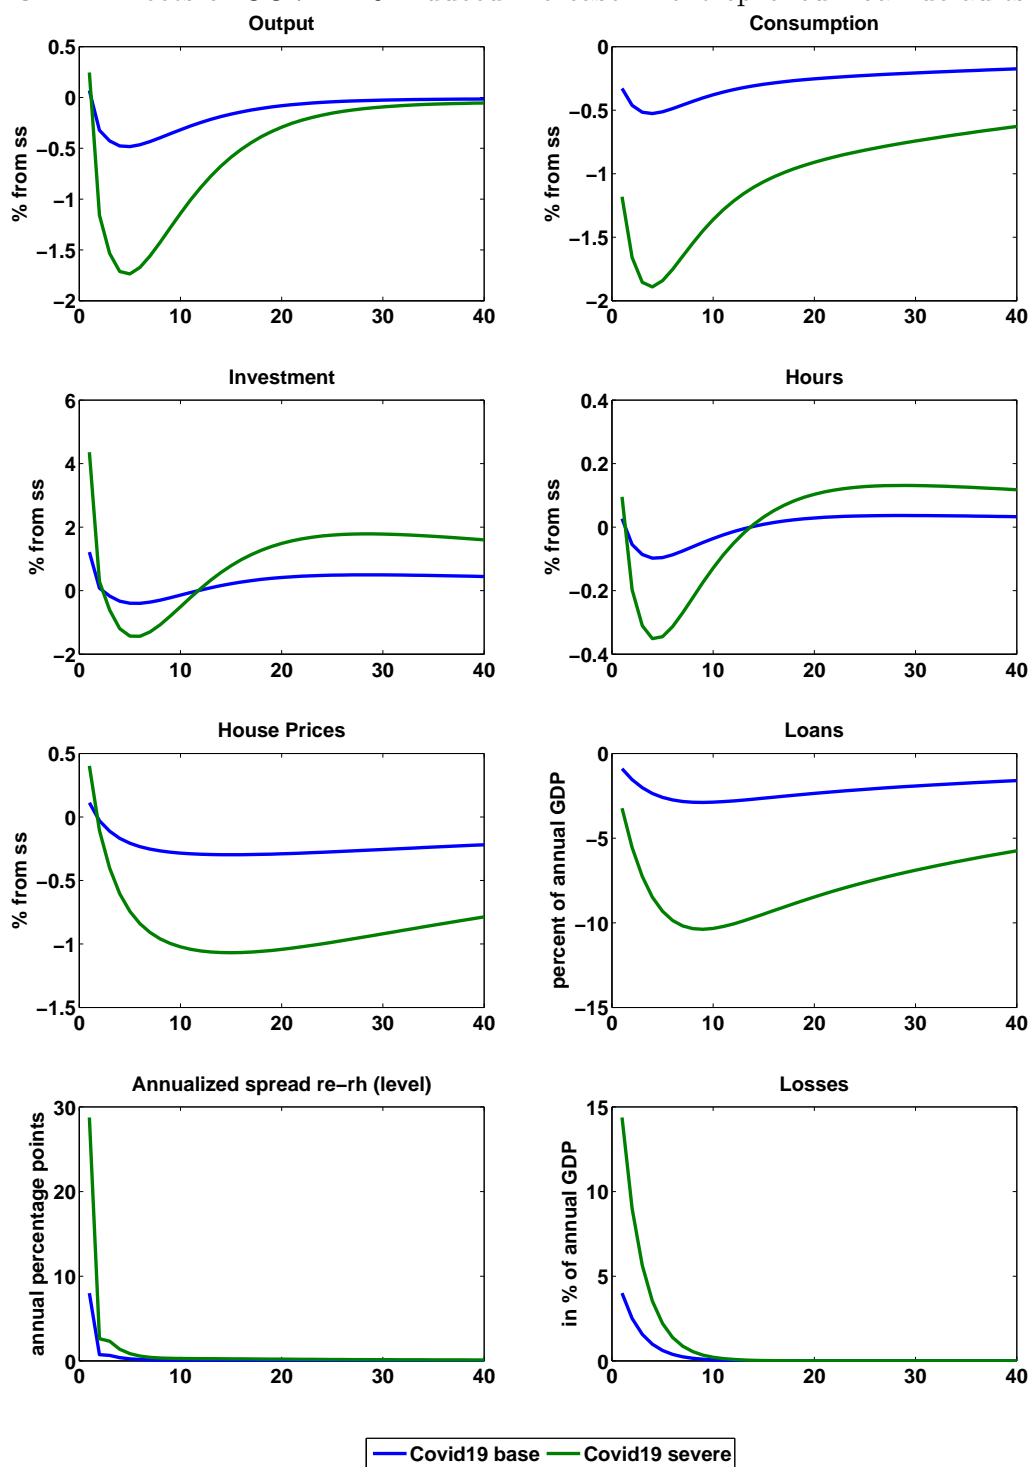 Output
0.5
0
−0.5
−1
−1.5
−2
% from ss
0 10 20 30 40
Consumption
0
−0.5
−1
−1.5
−2
% from ss
0 10 20 30 40
Investment
6
4
2
0
−2
% from ss
0 10 20 30 40
Hours
0.4
0.2
0
−0.2
−0.4
% from ss
0 10 20 30 40
House Prices
0.5
0
−0.5
−1
−1.5
% from ss
0 10 20 30 40
Loans
0
−5
−10
−15
percent of annual GDP
0 10 20 30 40
Annualized spread re−rh (level)
30
20
10
0
annual percentage points
0 10 20 30 40
Losses
15
10
5
0
in % of annual GDP
0 10 20 30 40
Covid19 base Covid19 severe